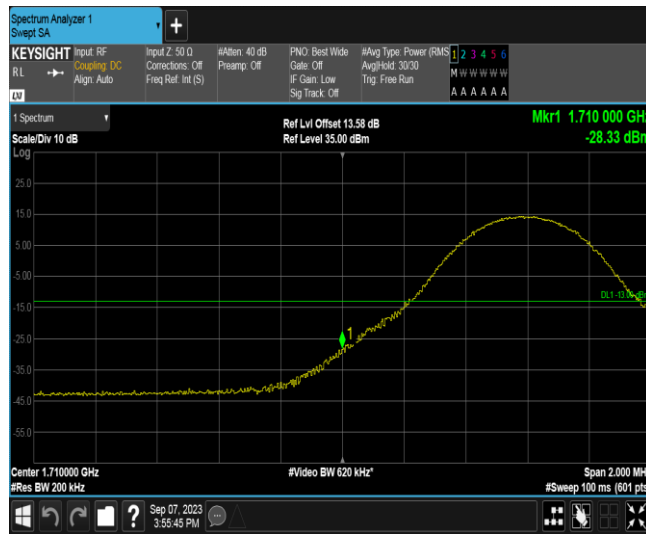 Spectrum Analyzer 1
Swept SA
+
KEYSIGHT
RL
LXI
Input: RF
Coupling: DC
Align: Auto
Input Z: 50 Ω
Corrections: Off
Freq Ref: Int (S)
#Atten: 40 dB
Preamp: Off
PNO: Best Wide
Gate: Off
IF Gain: Low
Sig Track: Off
#Avg Type: Power (RMS
Avg|Hold: 30/30
Trig: Free Run
1 2 3 4 5 6
M W W W W W
A A A A A A
1 Spectrum
Scale/Div 10 dB
Log
Ref Lvl Offset 13.58 dB
Ref Level 35.00 dBm
Mkr1 1.710 000 GHz
-28.33 dBm
25.0
15.0
5.00
-5.00
DL1 -13.00 dBm
-15.0
-25.0
1
-35.0
-45.0
-55.0
Center 1.710000 GHz
#Res BW 200 kHz
#Video BW 620 kHz*
Span 2.000 MH
#Sweep 100 ms (601 pts
?
Sep 07, 2023
3:55:45 PM